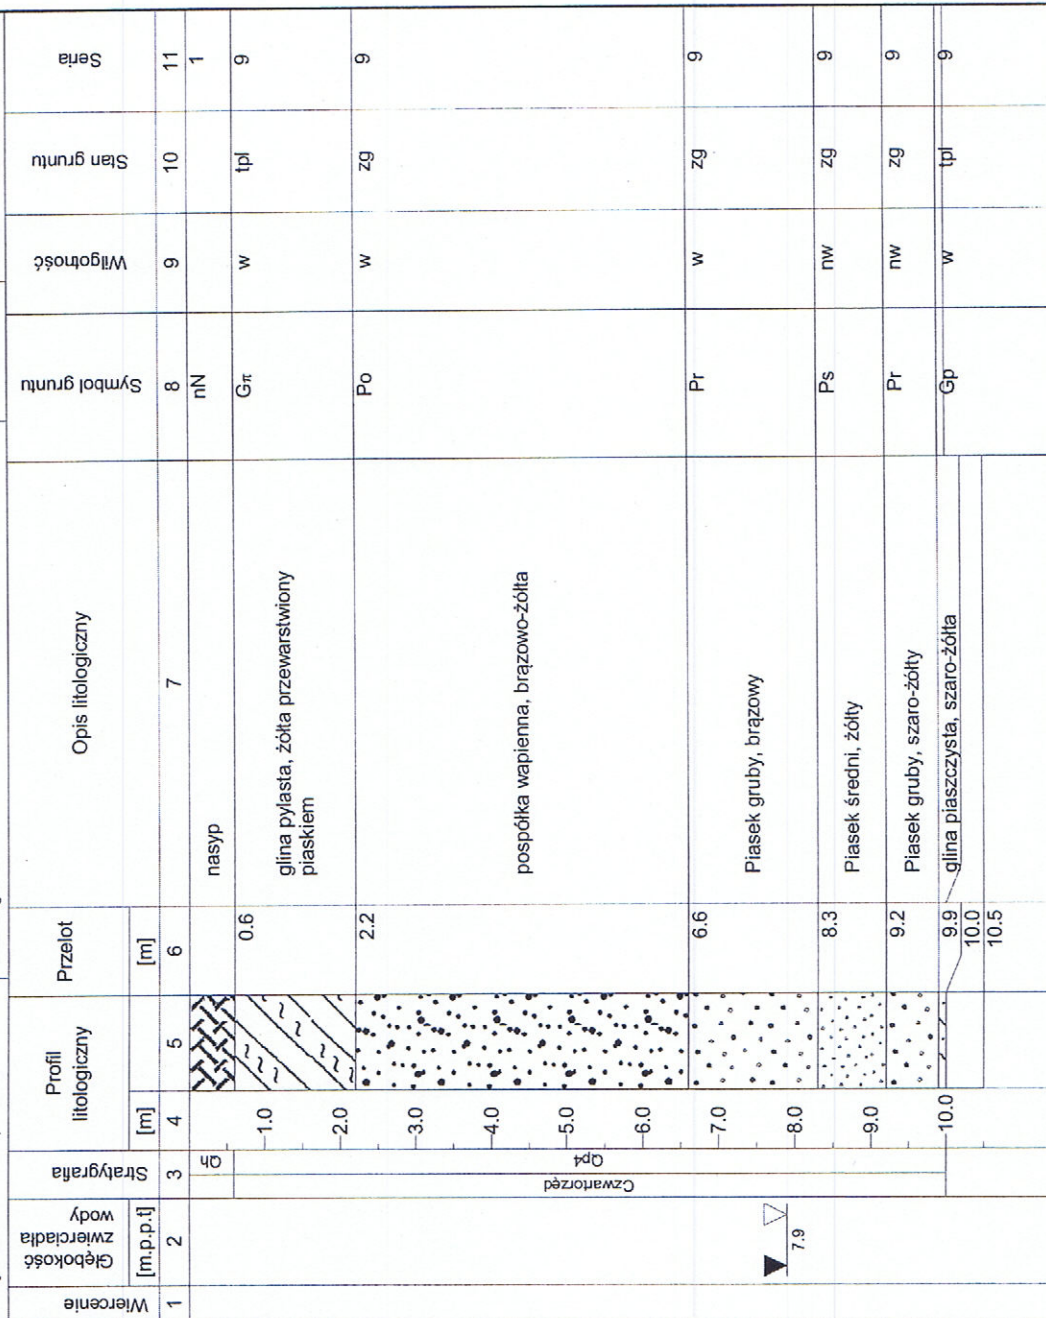 Wiercenie
Głębokość
zwierciadła
wody
Stratygrafia
Profil
litologiczny
Przelot
Opis litologiczny
Symbol gruntu
Wilgotność
Stan gruntu
Seria
[m.p.p.t]
[m]
[m]
1
2
3
4
5
6
7
8
9
10
11
Qh
nasyp
nN
1
0.6
glina pylasta, żółta przewarstwiony
piaskiem
Gπ
w
tpl
9
1.0
2.0
2.2
pospółka wapienna, brązowo-żółta
Po
w
zg
9
3.0
4.0
5.0
6.0
Czwartorzęd
Qp4
6.6
Piasek gruby, brązowy
Pr
w
zg
9
7.0
7.9
8.0
8.3
Piasek średni, żółty
Ps
nw
zg
9
9.0
9.2
Piasek gruby, szaro-żółty
Pr
nw
zg
9
9.9
glina piaszczysta, szaro-żółta
Gp
w
tpl
9
10.0
10.0
10.5